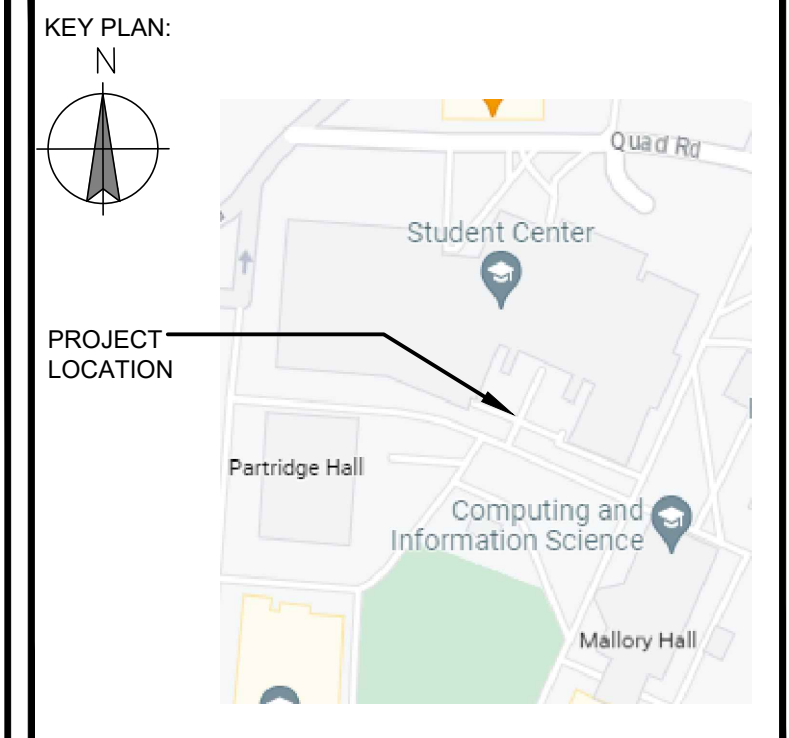 KEY PLAN:
N
Quad Rd
Student Center
PROJECT
LOCATION
Partridge Hall
Computing and
Information Science
Mallory Hall